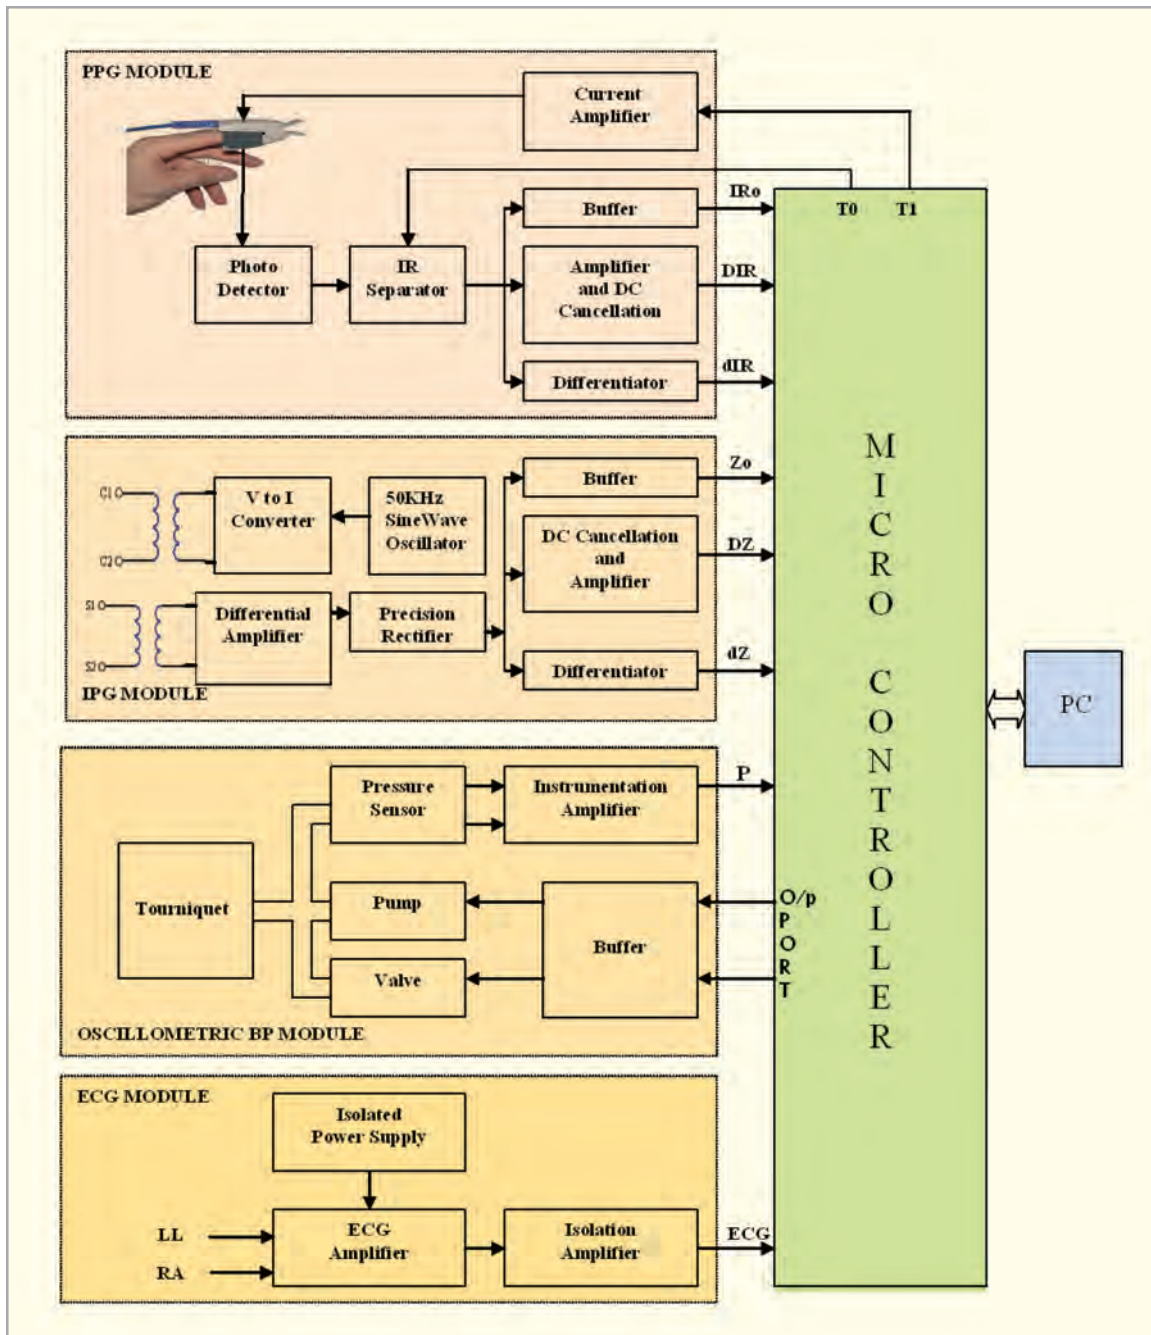 PPG MODULE
Current
Amplifier
IRo
T0
T1
Buffer
Photo
Detector
IR
Separator
Amplifier
and DC
Cancellation
DIR
Differentiator
dIR
C1
C2
V to I
Converter
50KHz
SineWave
Oscillator
Buffer
Zo
DC Cancellation
and
Amplifier
DZ
S1
S2
Differential
Amplifier
Precision
Rectifier
Differentiator
dZ
IPG MODULE
MICRO CONTROLLER
PC
Pressure
Sensor
Instrumentation
Amplifier
P
Tourniquet
Pump
Valve
Buffer
O/p
PORT
OSCILLOMETRIC BP MODULE
ECG MODULE
Isolated
Power Supply
LL
RA
ECG
Amplifier
Isolation
Amplifier
ECG